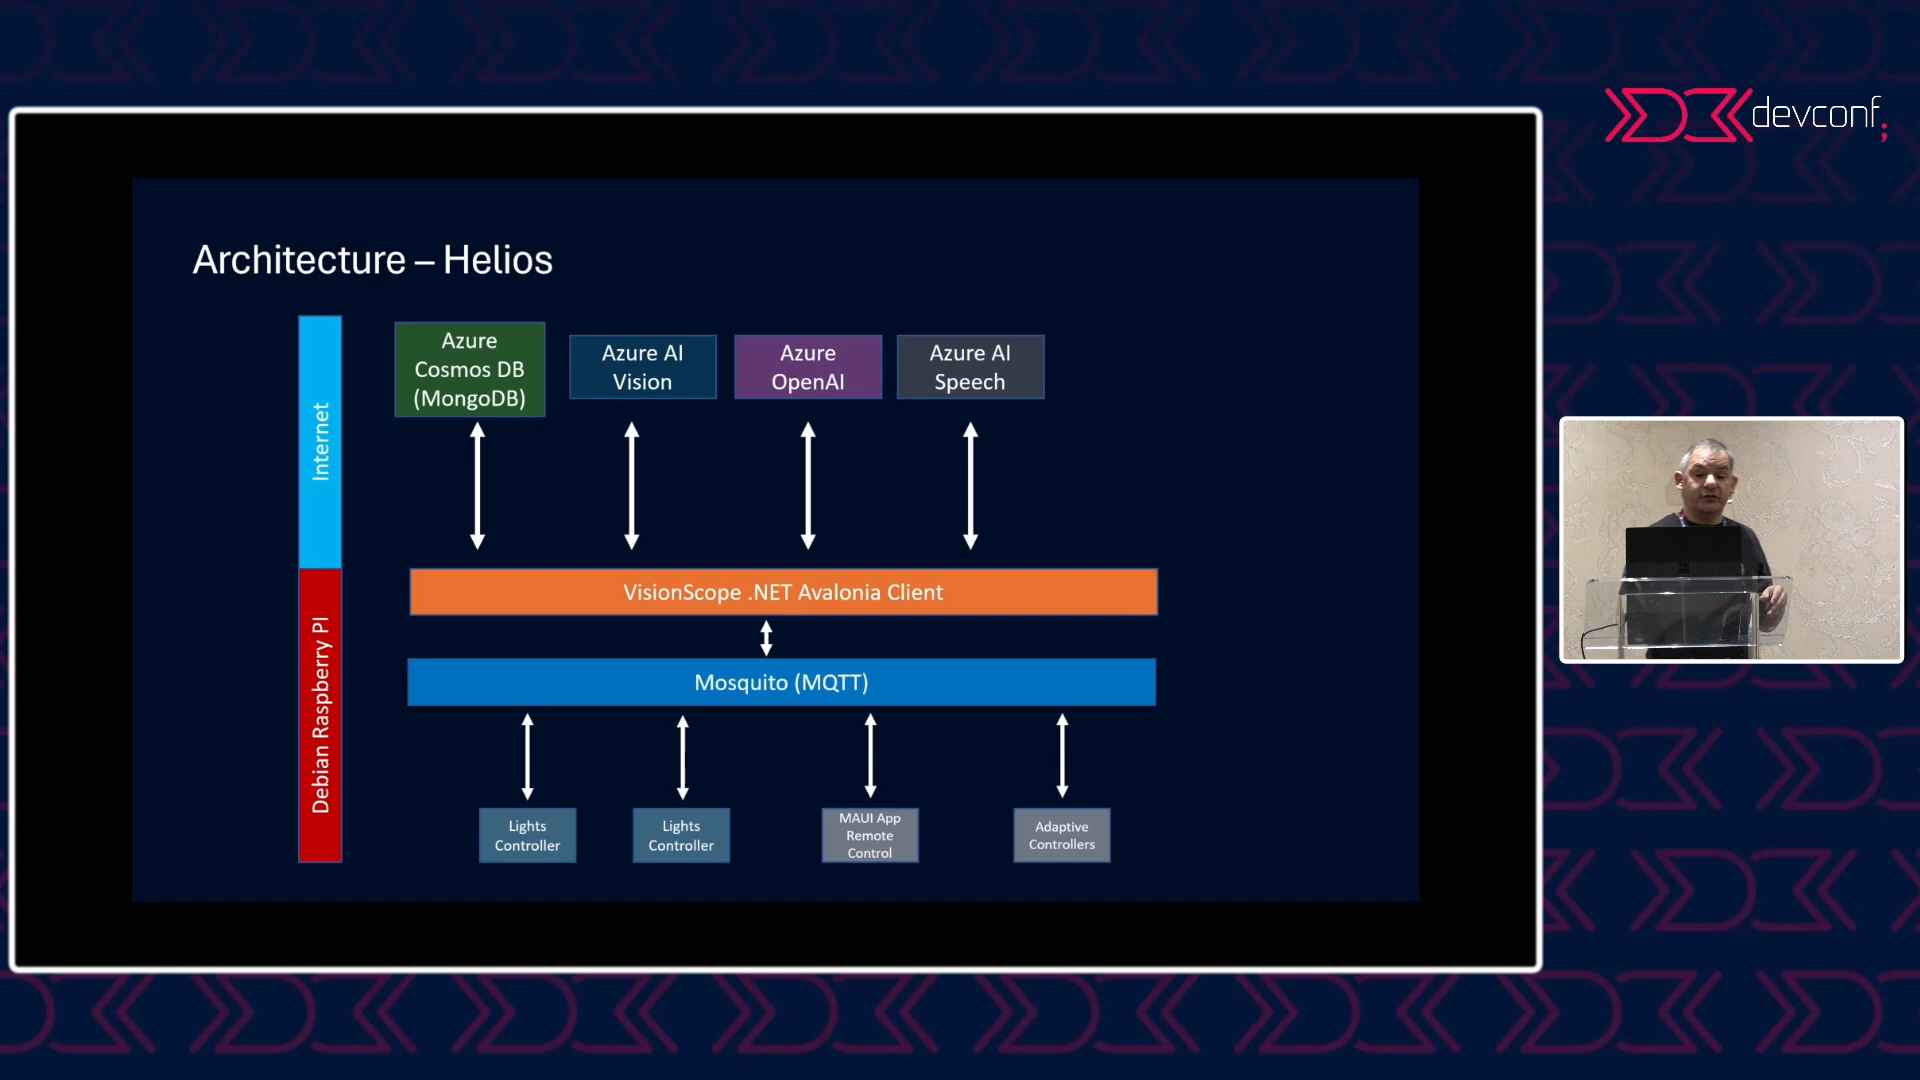 devconf;
Architecture – Helios
Internet
Debian Raspberry PI
Azure
Cosmos DB
(MongoDB)
Azure AI
Vision
Azure
OpenAI
Azure AI
Speech
VisionScope .NET Avalonia Client
Mosquito (MQTT)
Lights
Controller
Lights
Controller
MAUI App
Remote
Control
Adaptive
Controllers